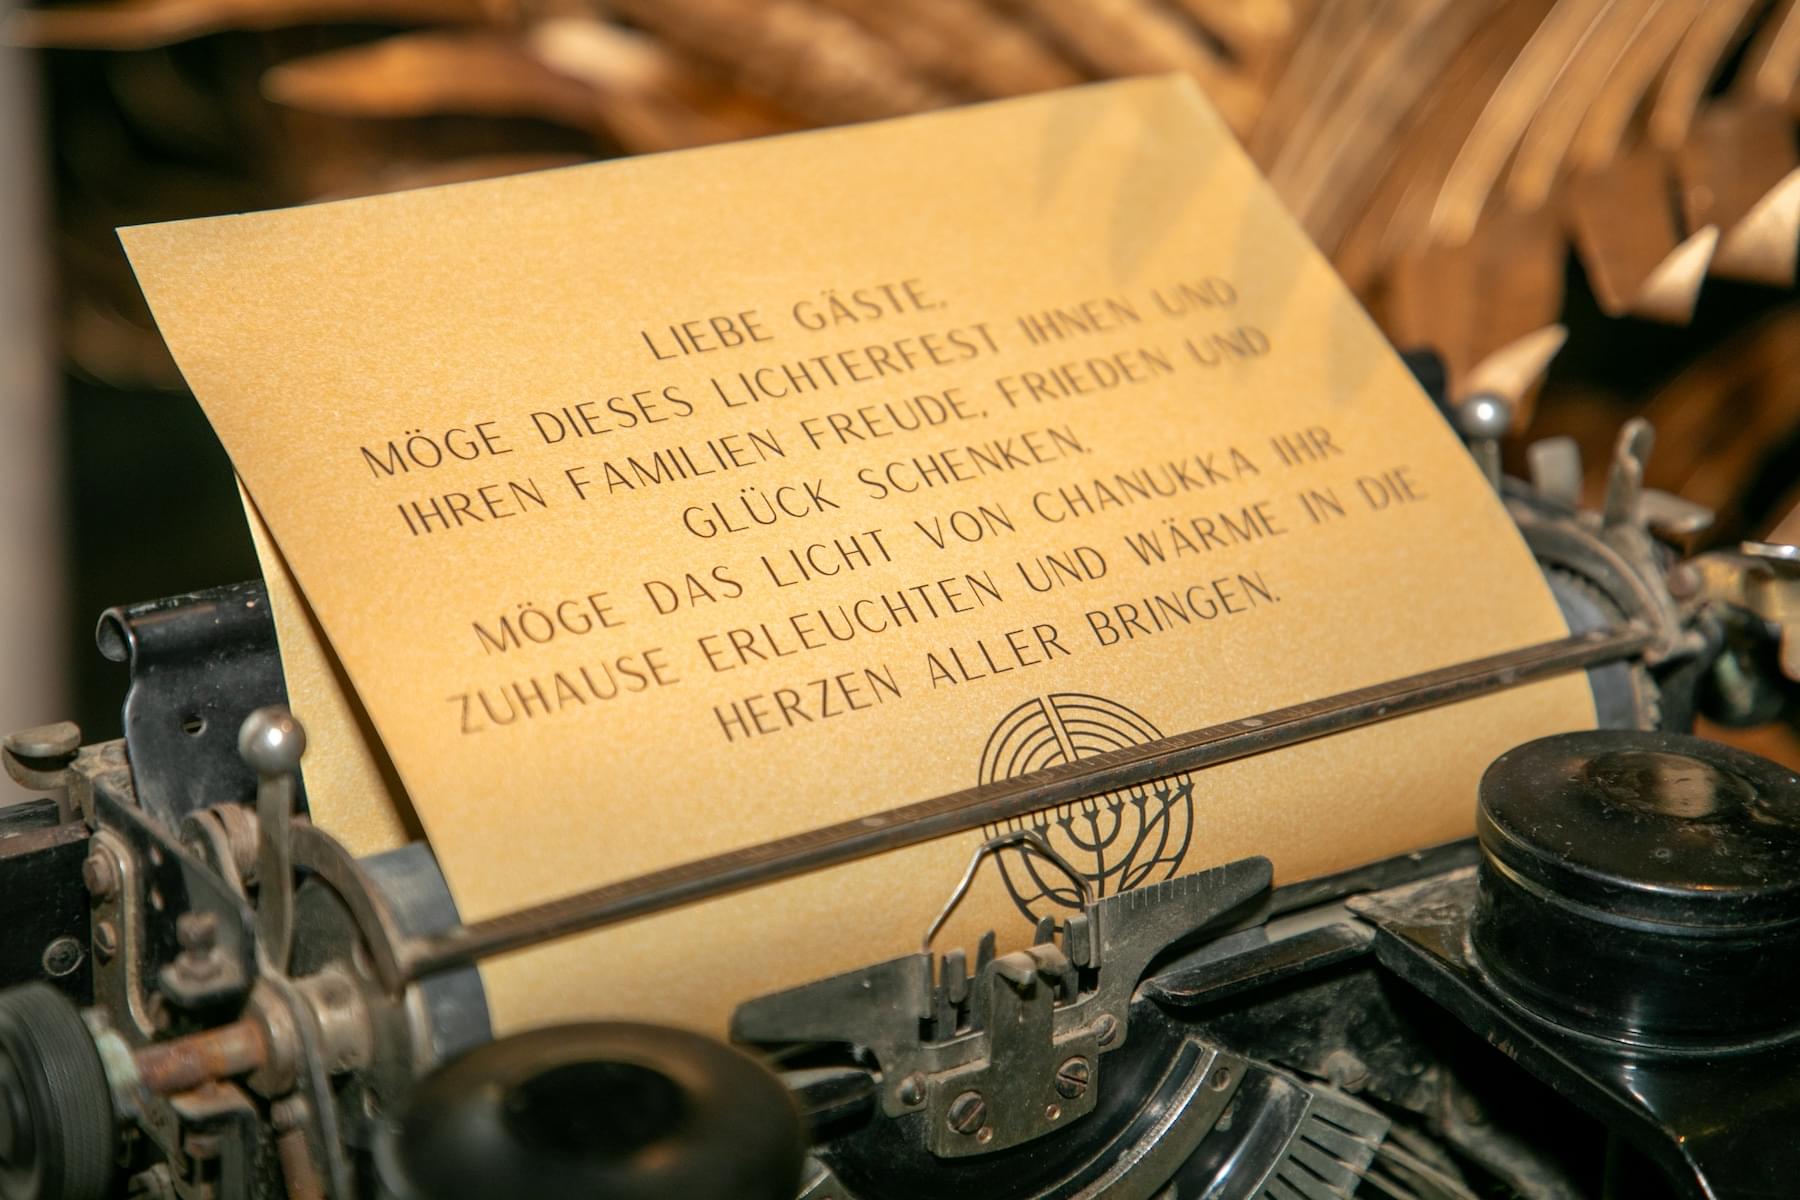 LIEBE GÄSTE,
MÖGE DIESES LICHTERFEST IHNEN UND
IHREN FAMILIEN FREUDE, FRIEDEN UND
GLÜCK SCHENKEN.
MÖGE DAS LICHT VON CHANUKKA IHR
ZUHAUSE ERLEUCHTEN UND WÄRME IN DIE
HERZEN ALLER BRINGEN.